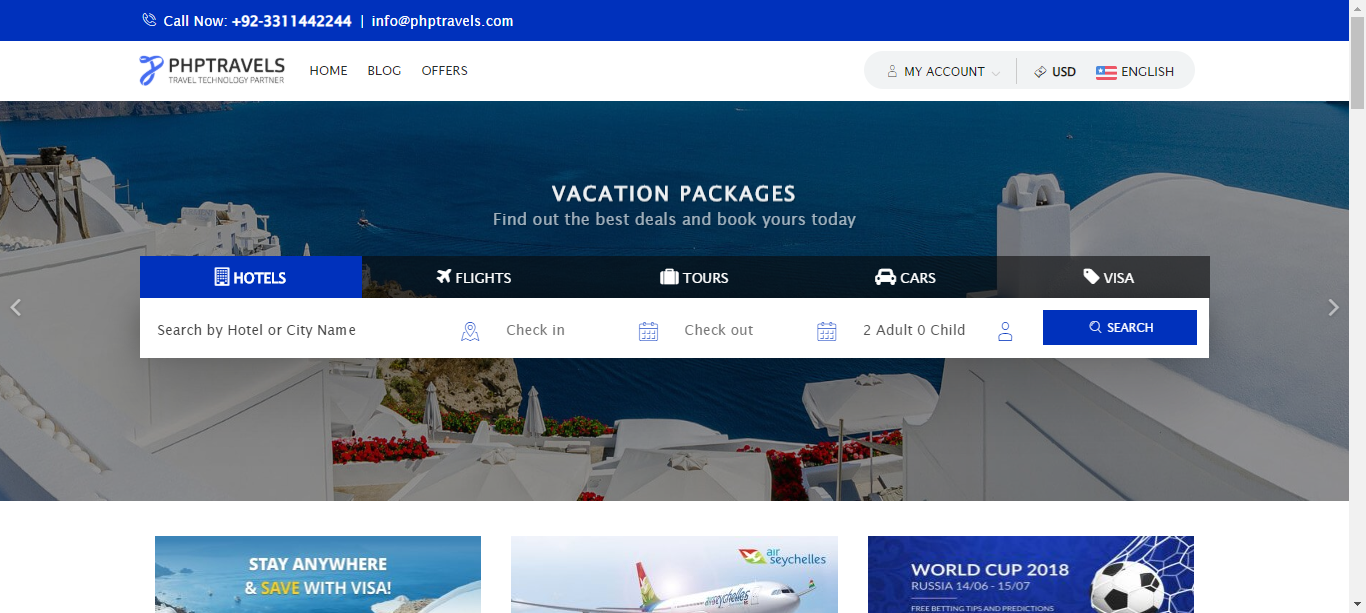 Call Now: +92-3311442244 | info@phptravels.com
PHPTRAVELS
TRAVEL TECHNOLOGY PARTNER
HOME BLOG OFFERS
MY ACCOUNT USD ENGLISH
VACATION PACKAGES
Find out the best deals and book yours today
HOTELS FLIGHTS TOURS CARS VISA
Search by Hotel or City Name Check in Check out 2 Adult 0 Child SEARCH
STAY ANYWHERE
& SAVE WITH VISA!
air
seychelles
airseychelles
WORLD CUP 2018
RUSSIA 14/06 - 15/07
FREE BETTING TIPS AND PREDICTIONS